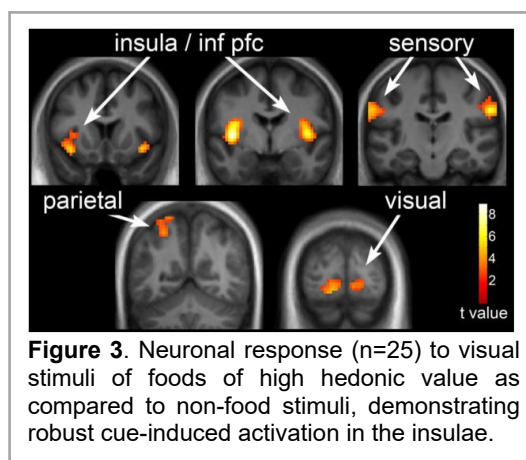 insula / inf pfc
sensory
parietal
visual
8
6
4
2
t value
Figure 3. Neuronal response (n=25) to visual
stimuli of foods of high hedonic value as
compared to non-food stimuli, demonstrating
robust cue-induced activation in the insulae.